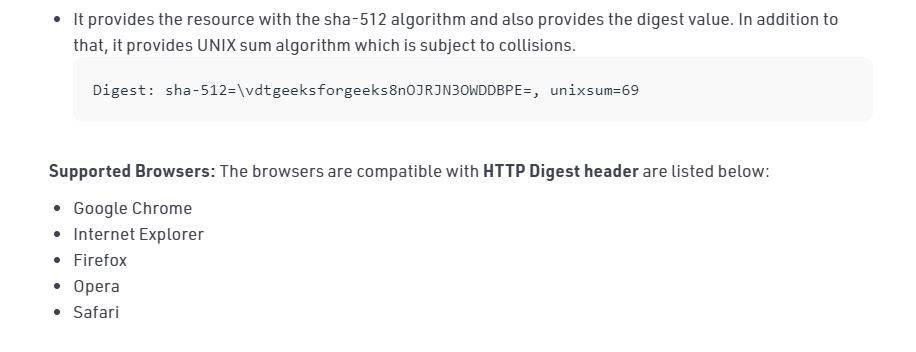 It provides the resource with the sha-512 algorithm and also provides the digest value. In addition to
that, it provides UNIX sum algorithm which is subject to collisions.
Digest: sha-512=\vdtgeeksforgeeks8nOJRJN3OWDDBPE=, unixsum=69
Supported Browsers: The browsers are compatible with HTTP Digest header are listed below:
Google Chrome
Internet Explorer
Firefox
Opera
Safari